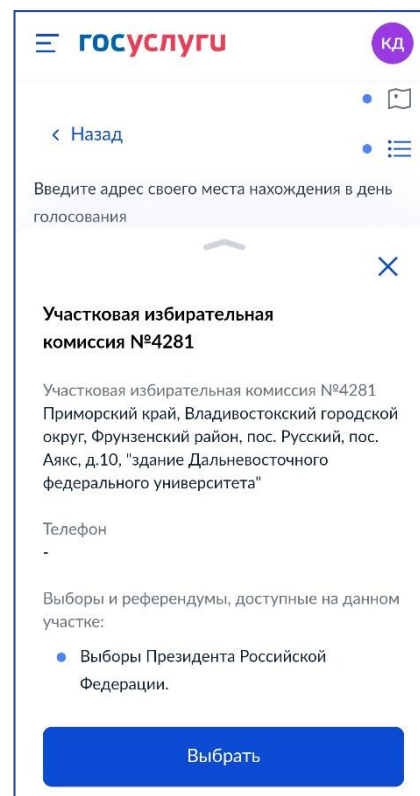 госуслуги
КД
Назад
Введите адрес своего места нахождения в день
голосования
Участковая избирательная
комиссия №4281
Участковая избирательная комиссия №4281
Приморский край, Владивостокский городской
округ, Фрунзенский район, пос. Русский, пос.
Аякс, д.10, "здание Дальневосточного
федерального университета"
Телефон
-
Выборы и референдумы, доступные на данном
участке:
Выборы Президента Российской
Федерации.
Выбрать